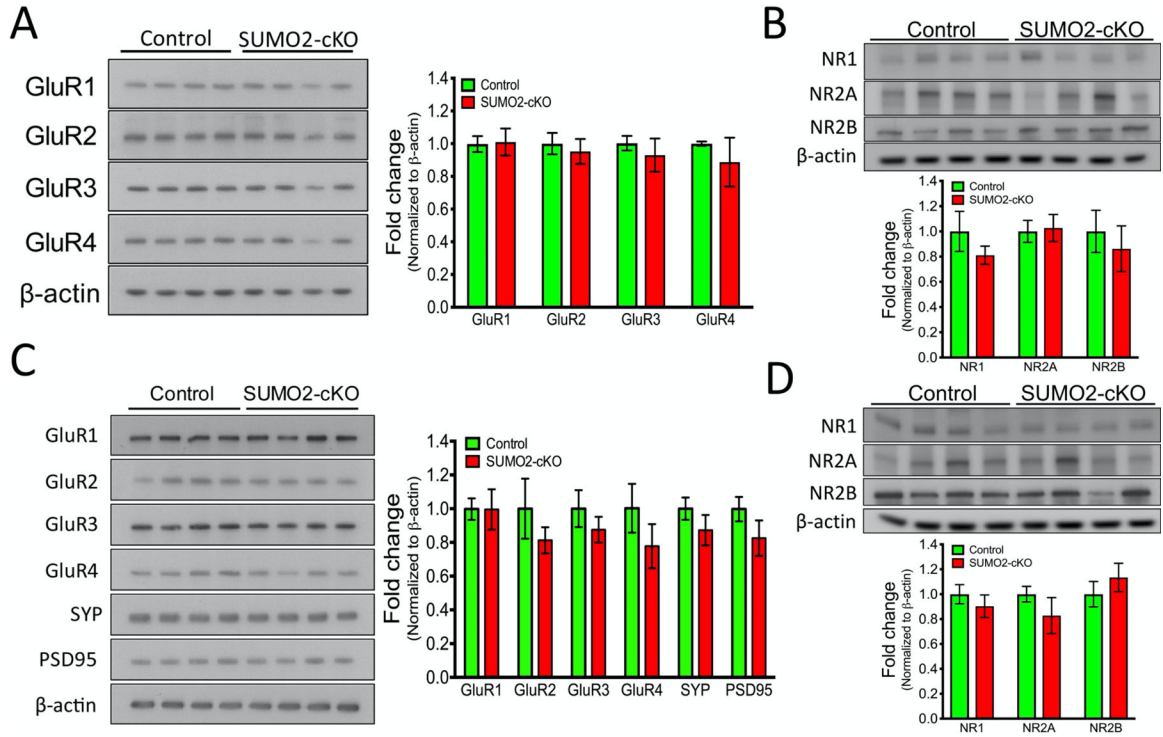 A
Control SUMO2-cKO
GluR1
GluR2
GluR3
GluR4
β-actin
Fold change
(Normalized to β-actin)
1.4
1.2
1.0
0.8
0.6
0.4
0.2
0.0
Control
SUMO2-cKO
GluR1 GluR2 GluR3 GluR4
B
Control SUMO2-cKO
NR1
NR2A
NR2B
β-actin
Fold change
(Normalized to β-actin)
1.4
1.2
1.0
0.8
0.6
0.4
0.2
0.0
Control
SUMO2-cKO
NR1 NR2A NR2B
C
Control SUMO2-cKO
GluR1
GluR2
GluR3
GluR4
SYP
PSD95
β-actin
Fold change
(Normalized to β-actin)
1.4
1.2
1.0
0.8
0.6
0.4
0.2
0.0
Control
SUMO2-cKO
GluR1 GluR2 GluR3 GluR4 SYP PSD95
D
Control SUMO2-cKO
NR1
NR2A
NR2B
β-actin
Fold change
(Normalized to β-actin)
1.4
1.2
1.0
0.8
0.6
0.4
0.2
0.0
Control
SUMO2-cKO
NR1 NR2A NR2B